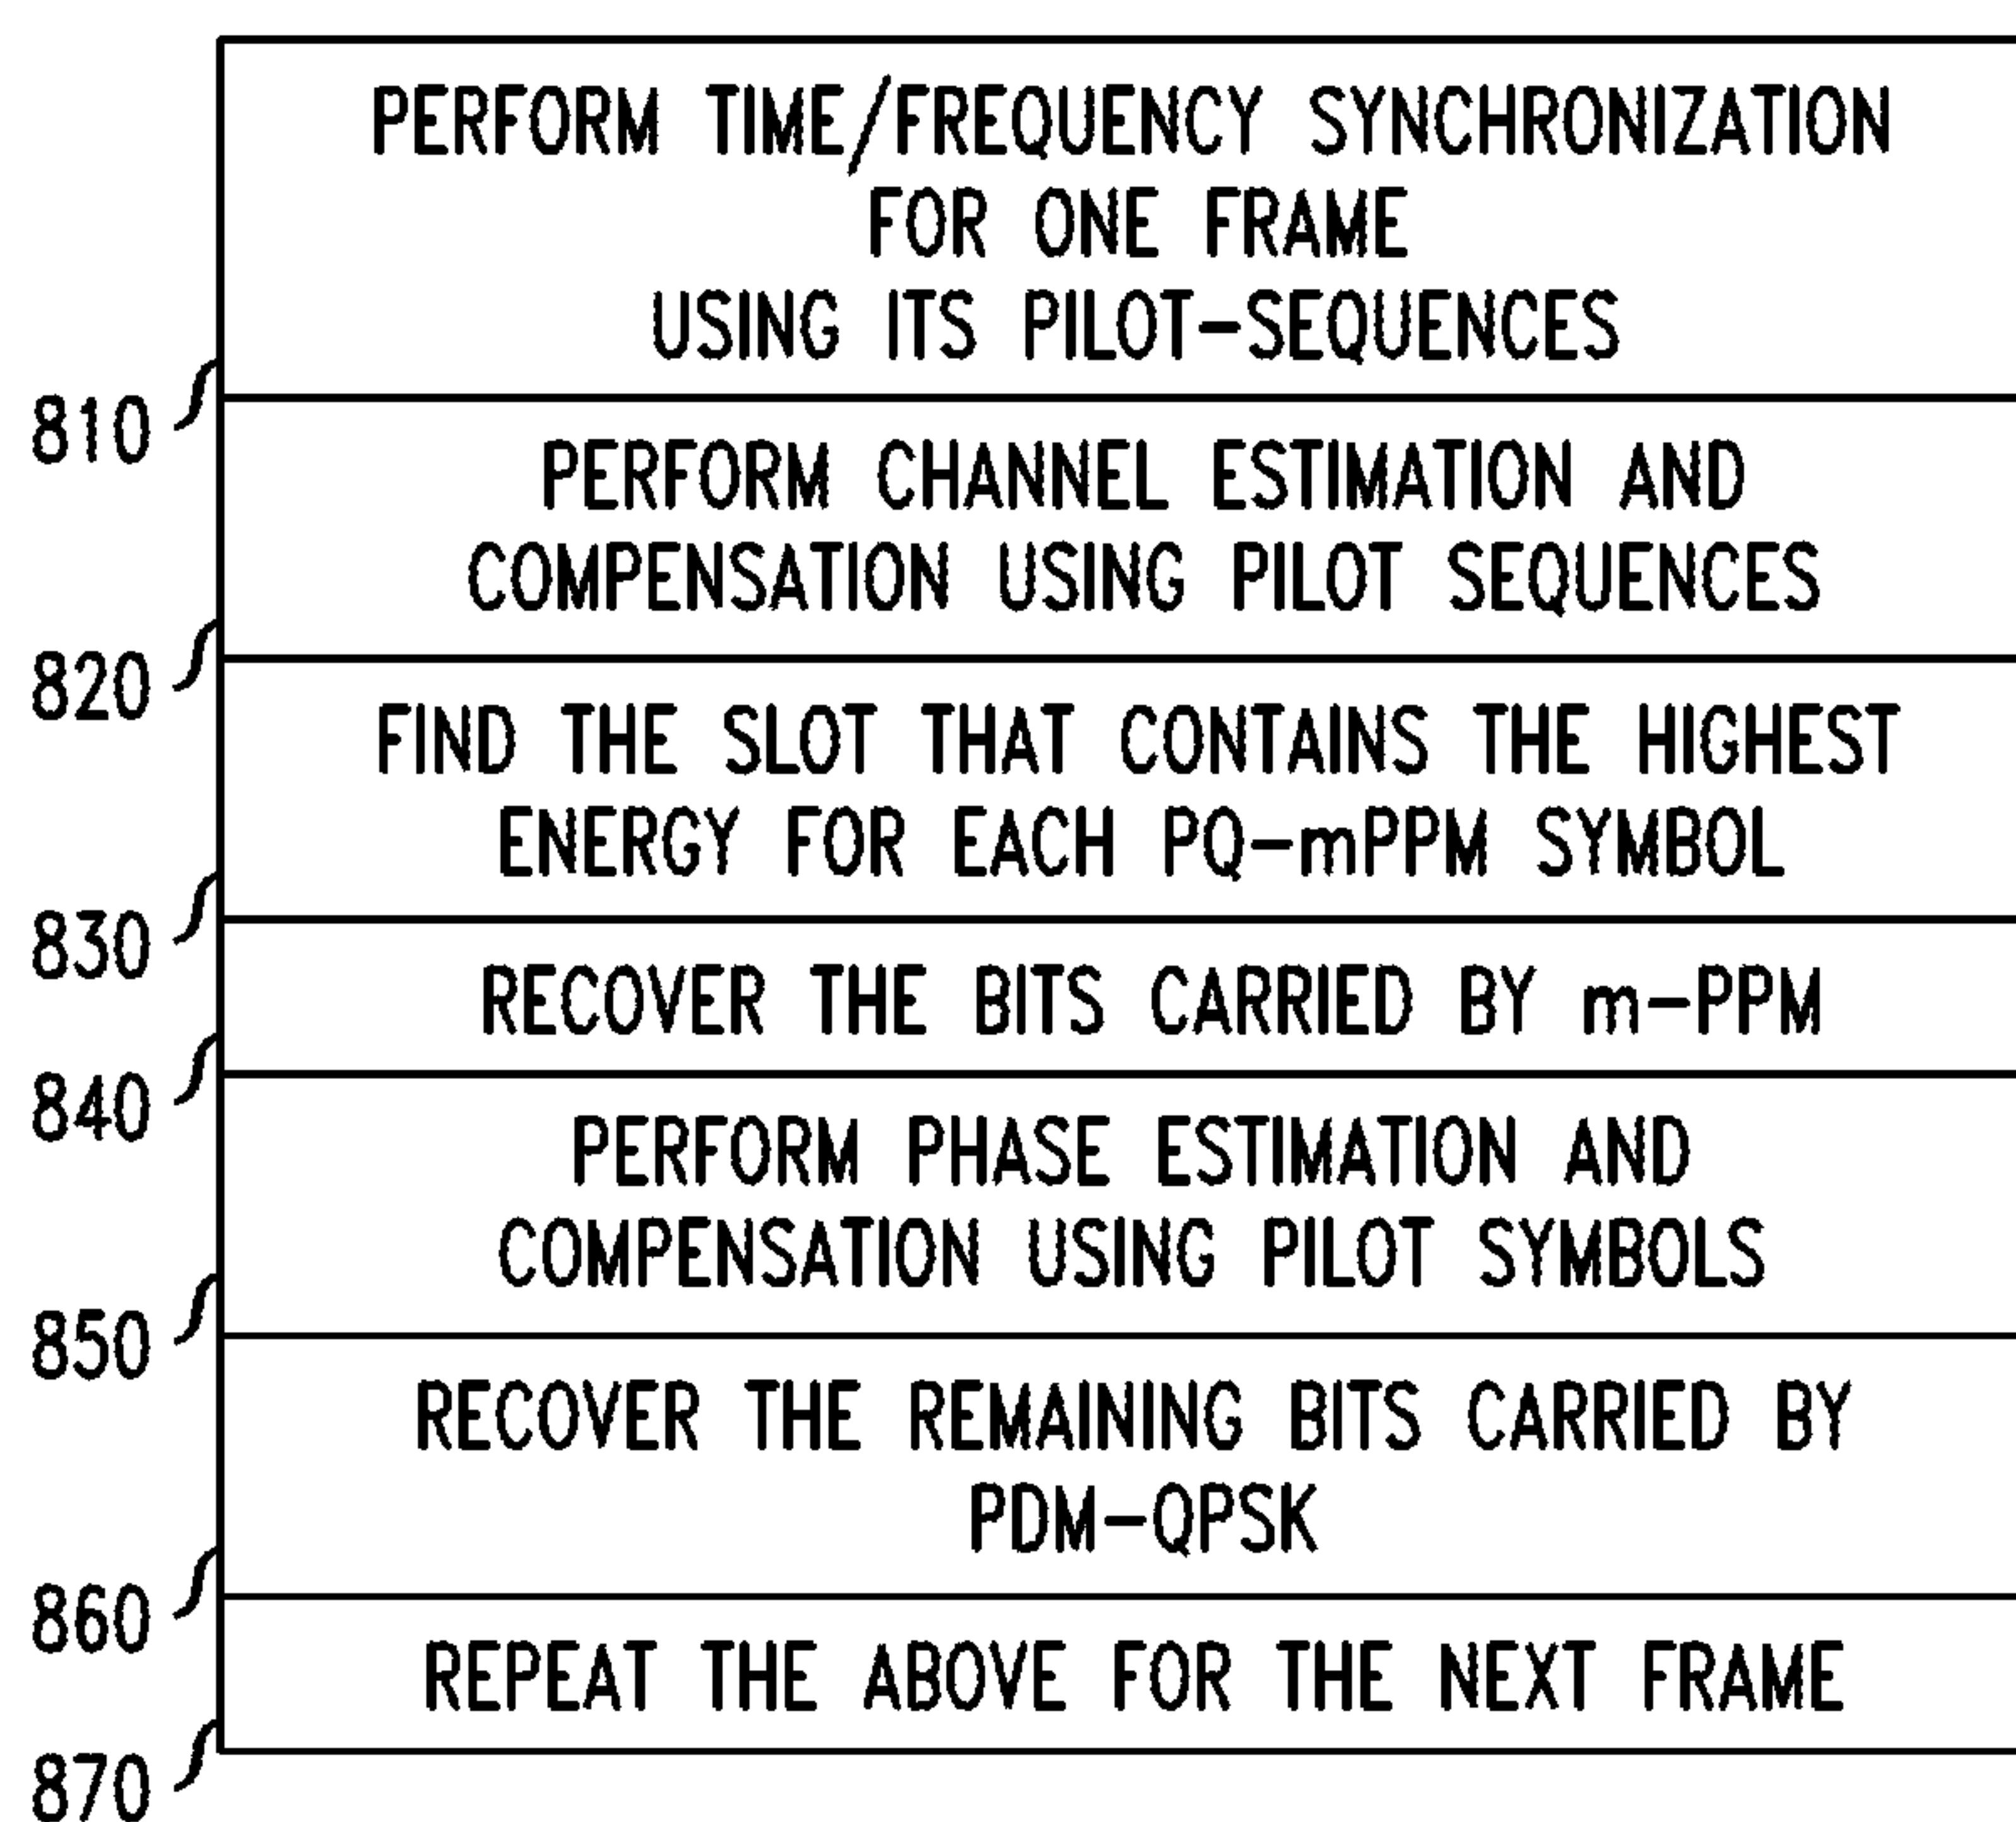 PERFORM TIME/FREQUENCY SYNCHRONIZATION
FOR ONE FRAME
USING ITS PILOT-SEQUENCES
810
PERFORM CHANNEL ESTIMATION AND
COMPENSATION USING PILOT SEQUENCES
820
FIND THE SLOT THAT CONTAINS THE HIGHEST
ENERGY FOR EACH PQ-mPPM SYMBOL
830
RECOVER THE BITS CARRIED BY m-PPM
840
PERFORM PHASE ESTIMATION AND
COMPENSATION USING PILOT SYMBOLS
850
RECOVER THE REMAINING BITS CARRIED BY
PDM-QPSK
860
REPEAT THE ABOVE FOR THE NEXT FRAME
870